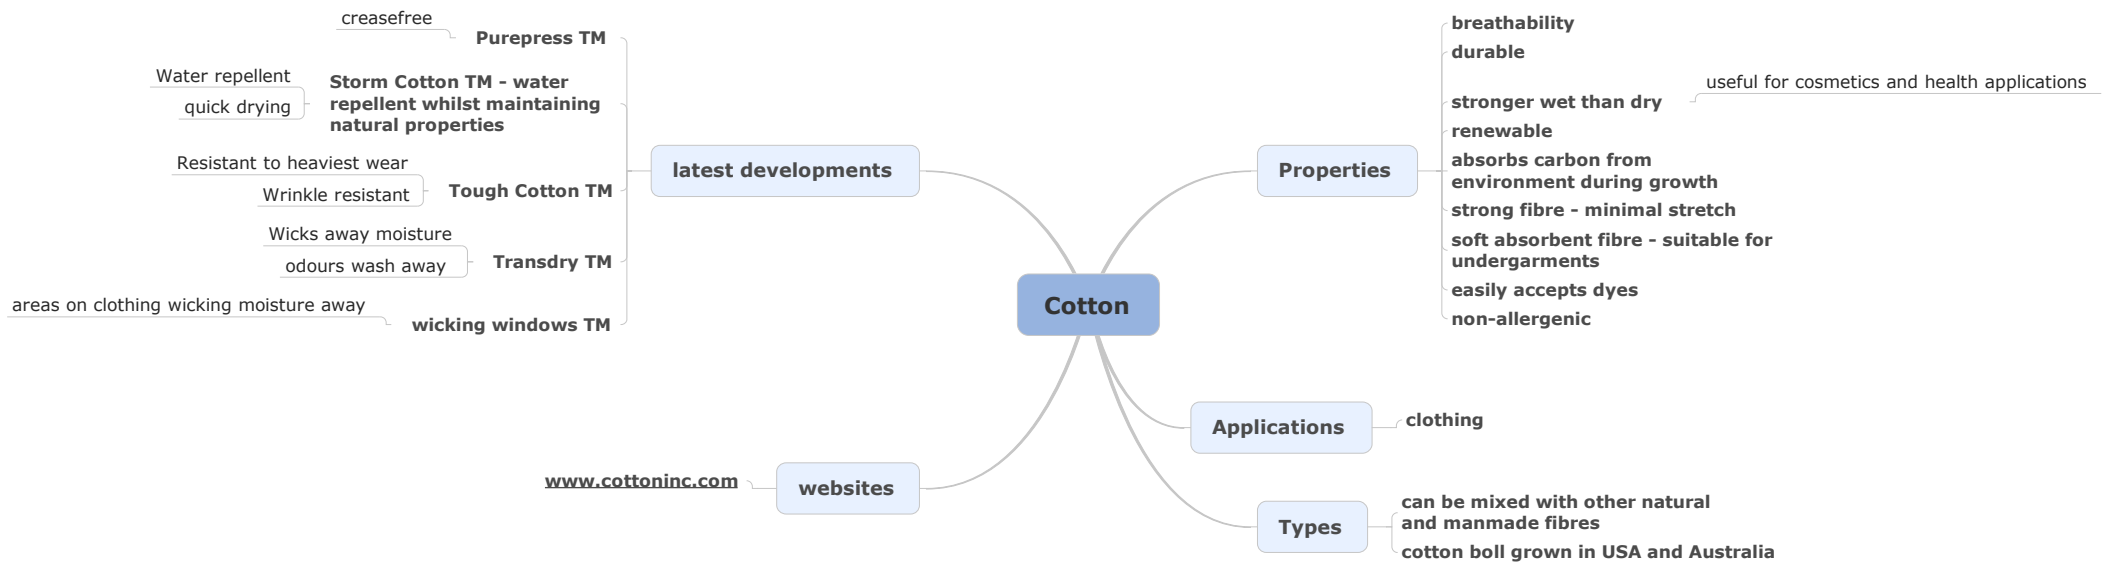 creasefree
Purepress TM
Water repellent
quick drying
Storm Cotton TM - water
repellent whilst maintaining
natural properties
Resistant to heaviest wear
Wrinkle resistant
Tough Cotton TM
Wicks away moisture
odours wash away
Transdry TM
areas on clothing wicking moisture away
wicking windows TM
latest developments
www.cottoninc.com
websites
Cotton
Properties
breathability
durable
stronger wet than dry
useful for cosmetics and health applications
renewable
absorbs carbon from
environment during growth
strong fibre - minimal stretch
soft absorbent fibre - suitable for
undergarments
easily accepts dyes
non-allergenic
Applications
clothing
Types
can be mixed with other natural
and manmade fibres
cotton boll grown in USA and Australia